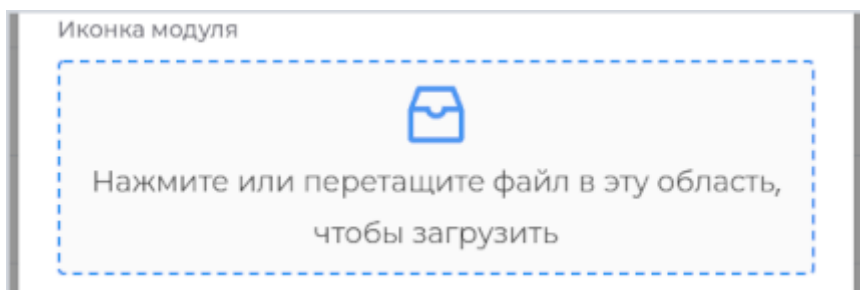 Иконка модуля
Нажмите или перетащите файл в эту область,
чтобы загрузить